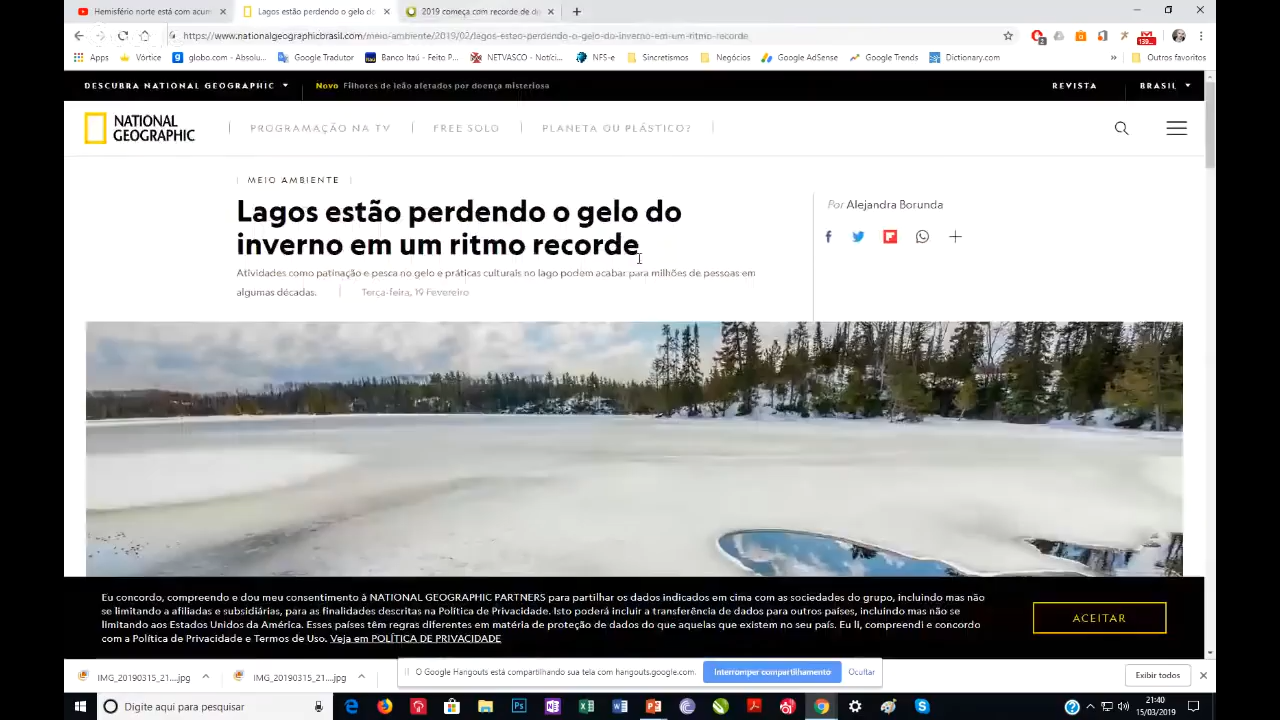 Hemisfério norte está com acum
Lagos estão perdendo o gelo do
2019 começa com recorde de de
https://www.nationalgeographicbrasil.com/meio-ambiente/2019/02/lagos-estao-perdendo-o-gelo-do-inverno-em-um-ritmo-recorde
Apps Vórtice globo.com - Absolu... Google Tradutor Banco Itaú - Feito P... NETVASCO - Notíci... NFS-e Sincretismos Negócios Google AdSense Google Trends Dictionary.com » Outros favoritos
DESCUBRA NATIONAL GEOGRAPHIC Novo Filhotes de leão afetados por doença misteriosa REVISTA BRASIL
NATIONAL
GEOGRAPHIC
PROGRAMAÇÃO NA TV FREE SOLO PLANETA OU PLÁSTICO?
MEIO AMBIENTE
Lagos estão perdendo o gelo do
inverno em um ritmo recorde
Atividades como patinação e pesca no gelo e práticas culturais no lago podem acabar para milhões de pessoas em
algumas décadas. Terça-feira, 19 Fevereiro
Por Alejandra Borunda
Eu concordo, compreendo e dou meu consentimento à NATIONAL GEOGRAPHIC PARTNERS para partilhar os dados indicados em cima com as sociedades do grupo, incluindo mas não
se limitando a afiliadas e subsidiárias, para as finalidades descritas na Política de Privacidade. Isto poderá incluir a transferência de dados para outros países, incluindo mas não se
limitando aos Estados Unidos da América. Esses países têm regras diferentes em matéria de proteção de dados do que aquelas que existem no seu país. Eu li, compreendi e concordo
com a Política de Privacidade e Termos de Uso. Veja em POLÍTICA DE PRIVACIDADE
ACEITAR
IMG_20190315_21....jpg IMG_20190315_21....jpg
O Google Hangouts está compartilhando sua tela com hangouts.google.com. Interromper compartilhamento Ocultar
Exibir todos
Digite aqui para pesquisar
21:40
15/03/2019